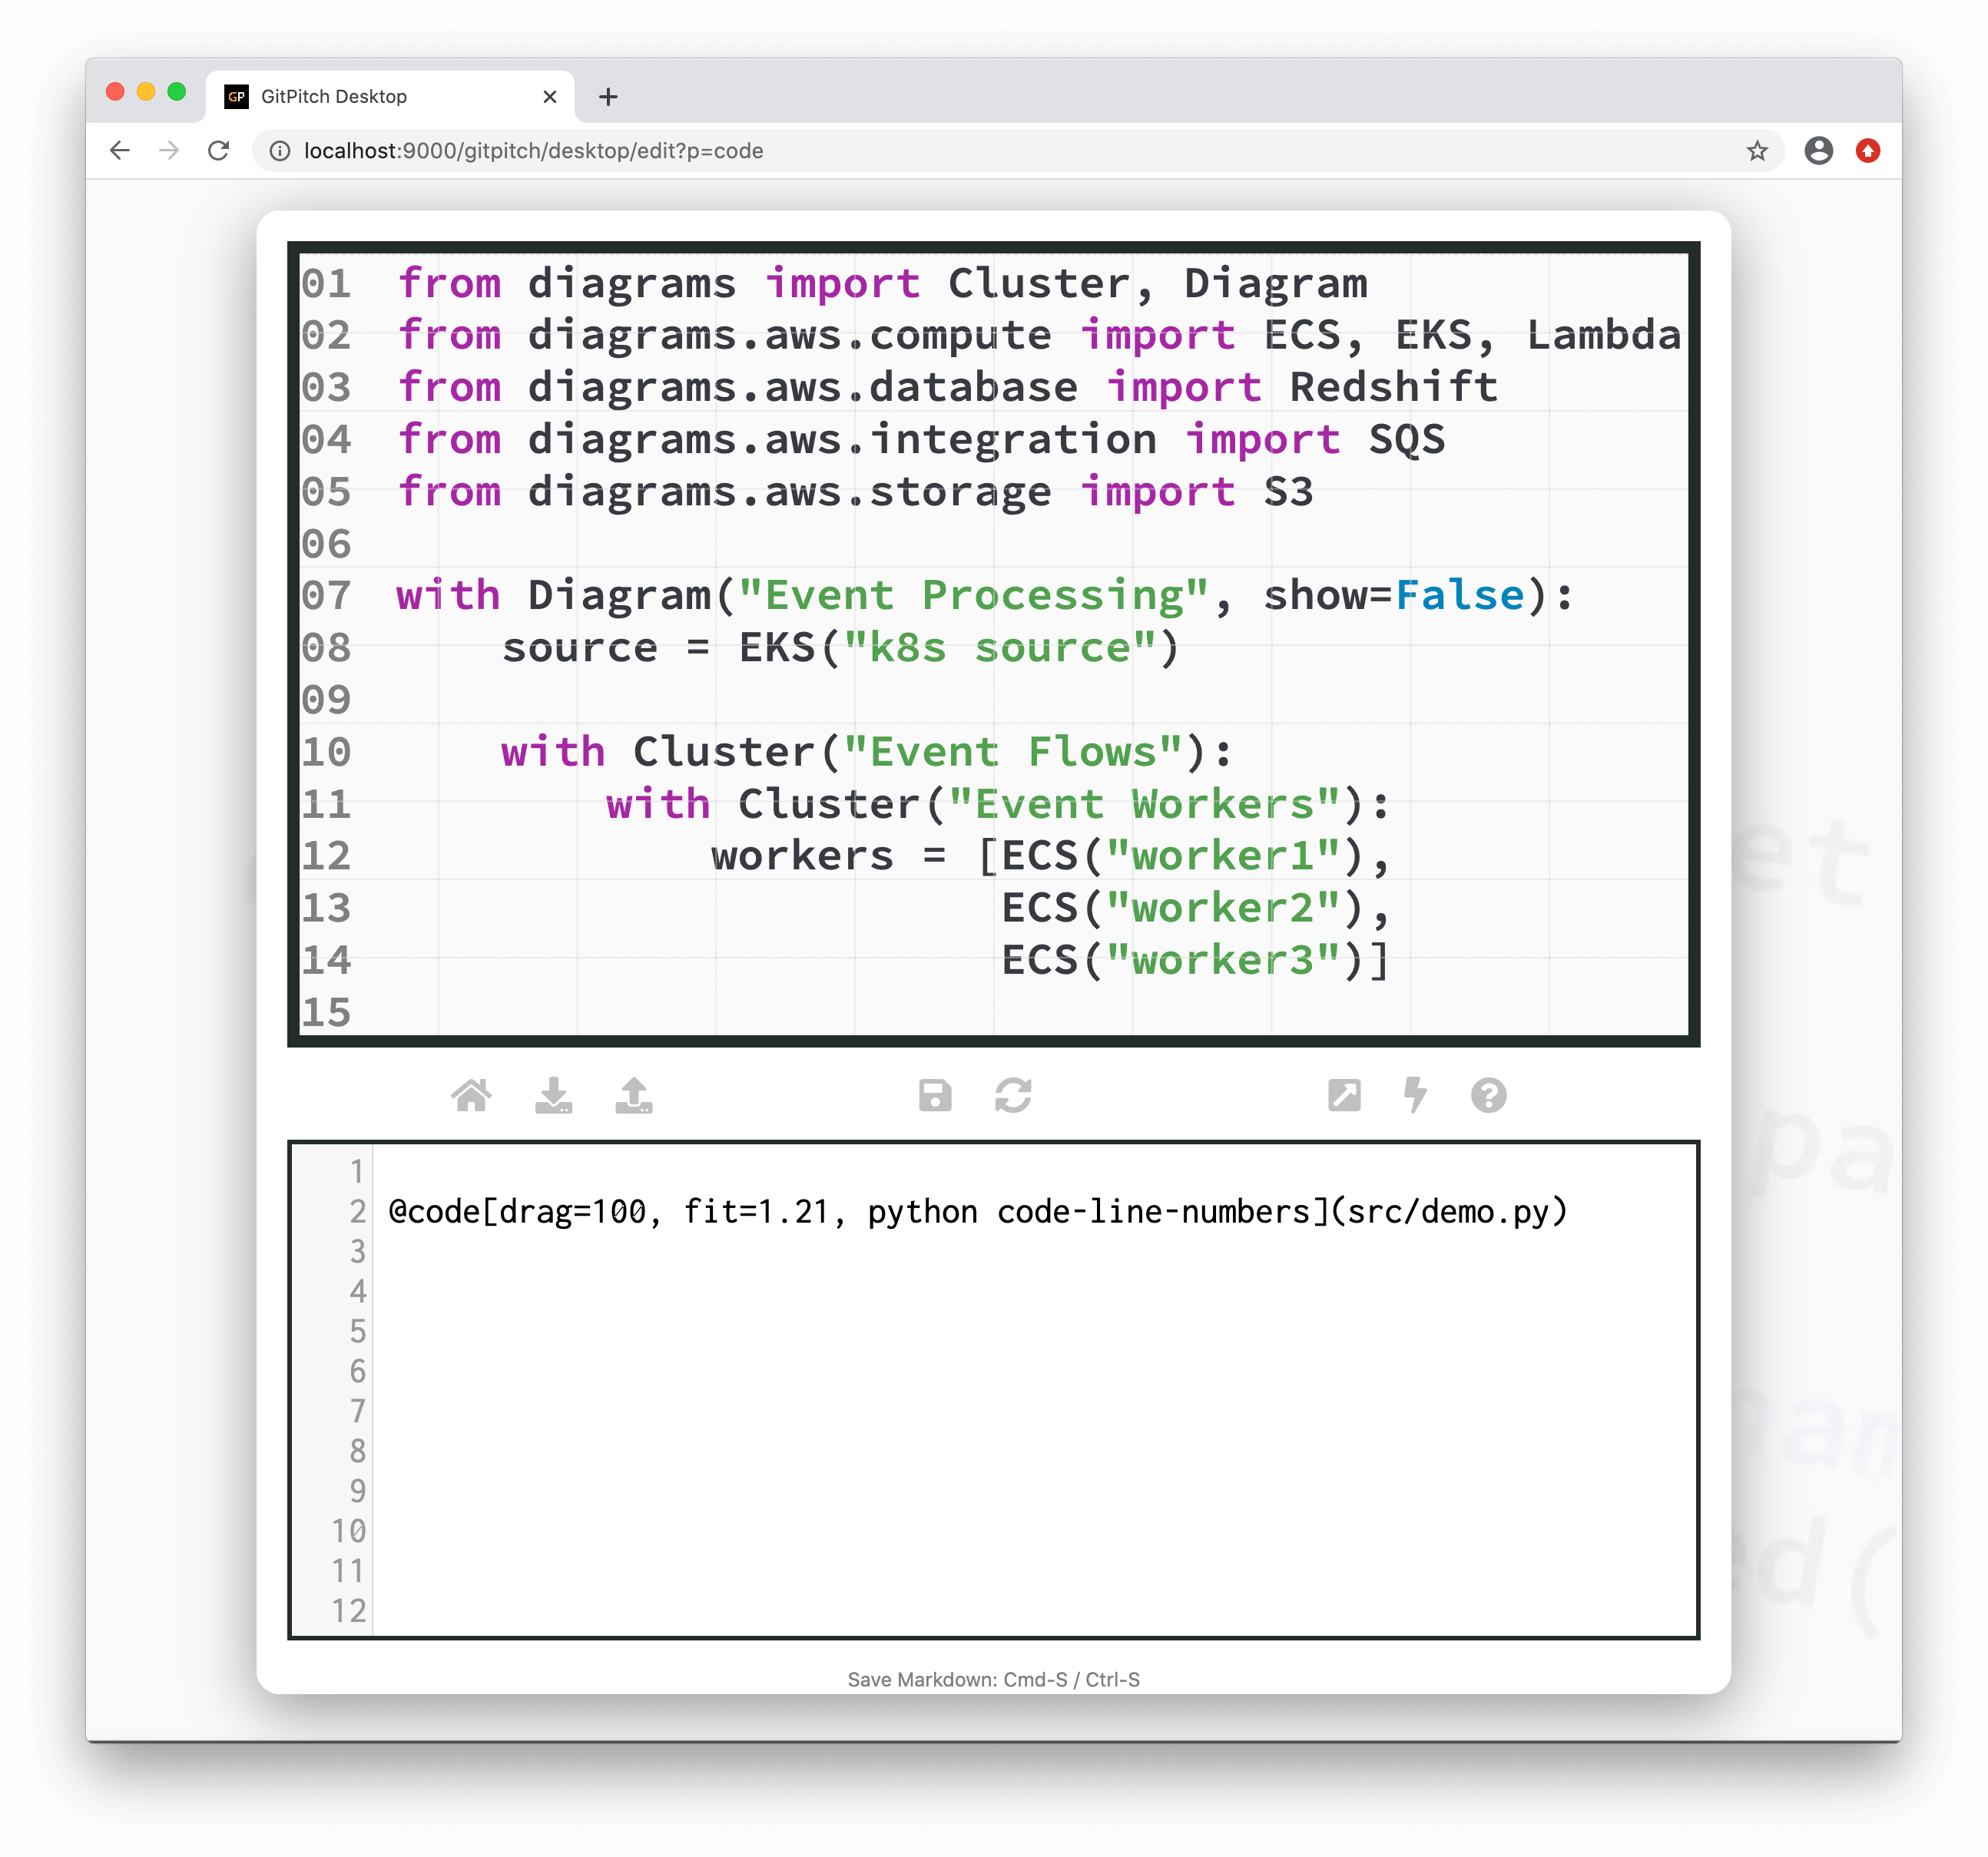 GP GitPitch Desktop
localhost:9000/gitpitch/desktop/edit?p=code
01 from diagrams import Cluster, Diagram
02 from diagrams.aws.compute import ECS, EKS, Lambda
03 from diagrams.aws.database import Redshift
04 from diagrams.aws.integration import SQS
05 from diagrams.aws.storage import S3
06
07 with Diagram("Event Processing", show=False):
08     source = EKS("k8s source")
09
10     with Cluster("Event Flows"):
11         with Cluster("Event Workers"):
12             workers = [ECS("worker1"),
13                        ECS("worker2"),
14                        ECS("worker3")]
15
1
2 @code[drag=100, fit=1.21, python code-line-numbers](src/demo.py)
3
4
5
6
7
8
9
10
11
12
Save Markdown: Cmd-S / Ctrl-S